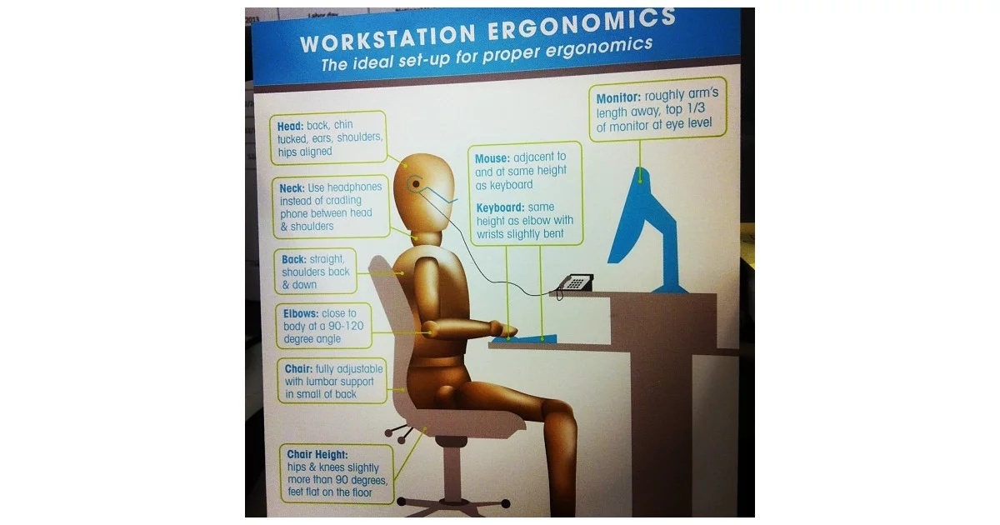 2013
Labor day
WORKSTATION ERGONOMICS
The ideal set-up for proper ergonomics
Monitor: roughly arm's
length away, top 1/3
of monitor at eye level
Head: back, chin
tucked, ears, shoulders,
hips aligned
Mouse: adjacent to
and at same height
as keyboard
Keyboard: same
height as elbow with
wrists slightly bent
Neck: Use headphones
instead of cradling
phone between head
& shoulders
Back: straight,
shoulders back
& down
Elbows: close to
body at a 90-120
degree angle
Chair: fully adjustable
with lumbar support
in small of back
Chair Height:
hips & knees slightly
more than 90 degrees,
feet flat on the floor